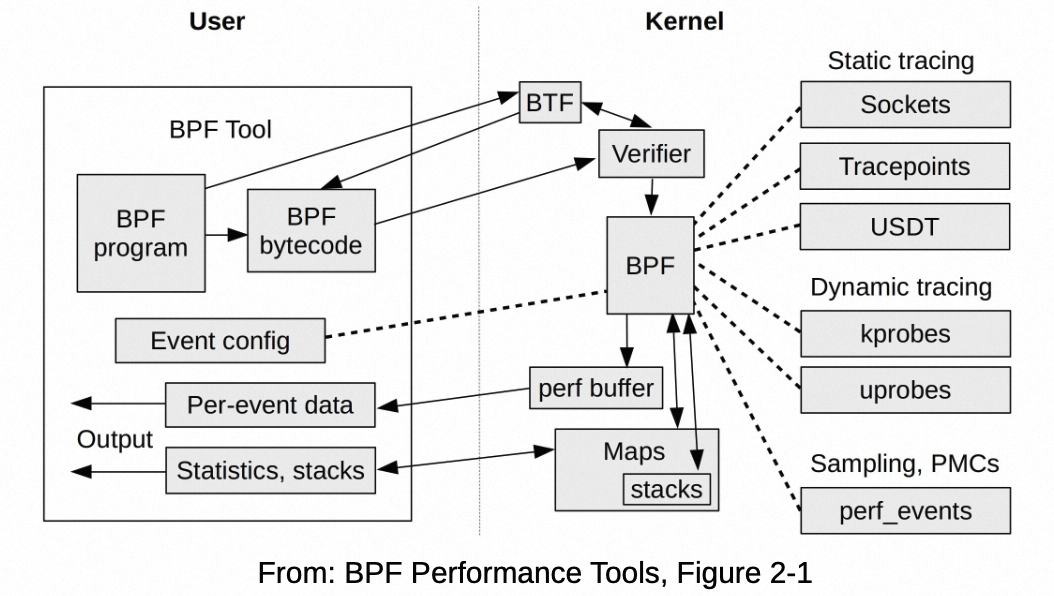 User
Kernel
BPF Tool
BPF
program
BPF
bytecode
Event config
Per-event data
Output
Statistics, stacks
BTF
Verifier
BPF
perf buffer
Maps
stacks
Static tracing
Sockets
Tracepoints
USDT
Dynamic tracing
kprobes
uprobes
Sampling, PMCs
perf_events
From: BPF Performance Tools, Figure 2-1